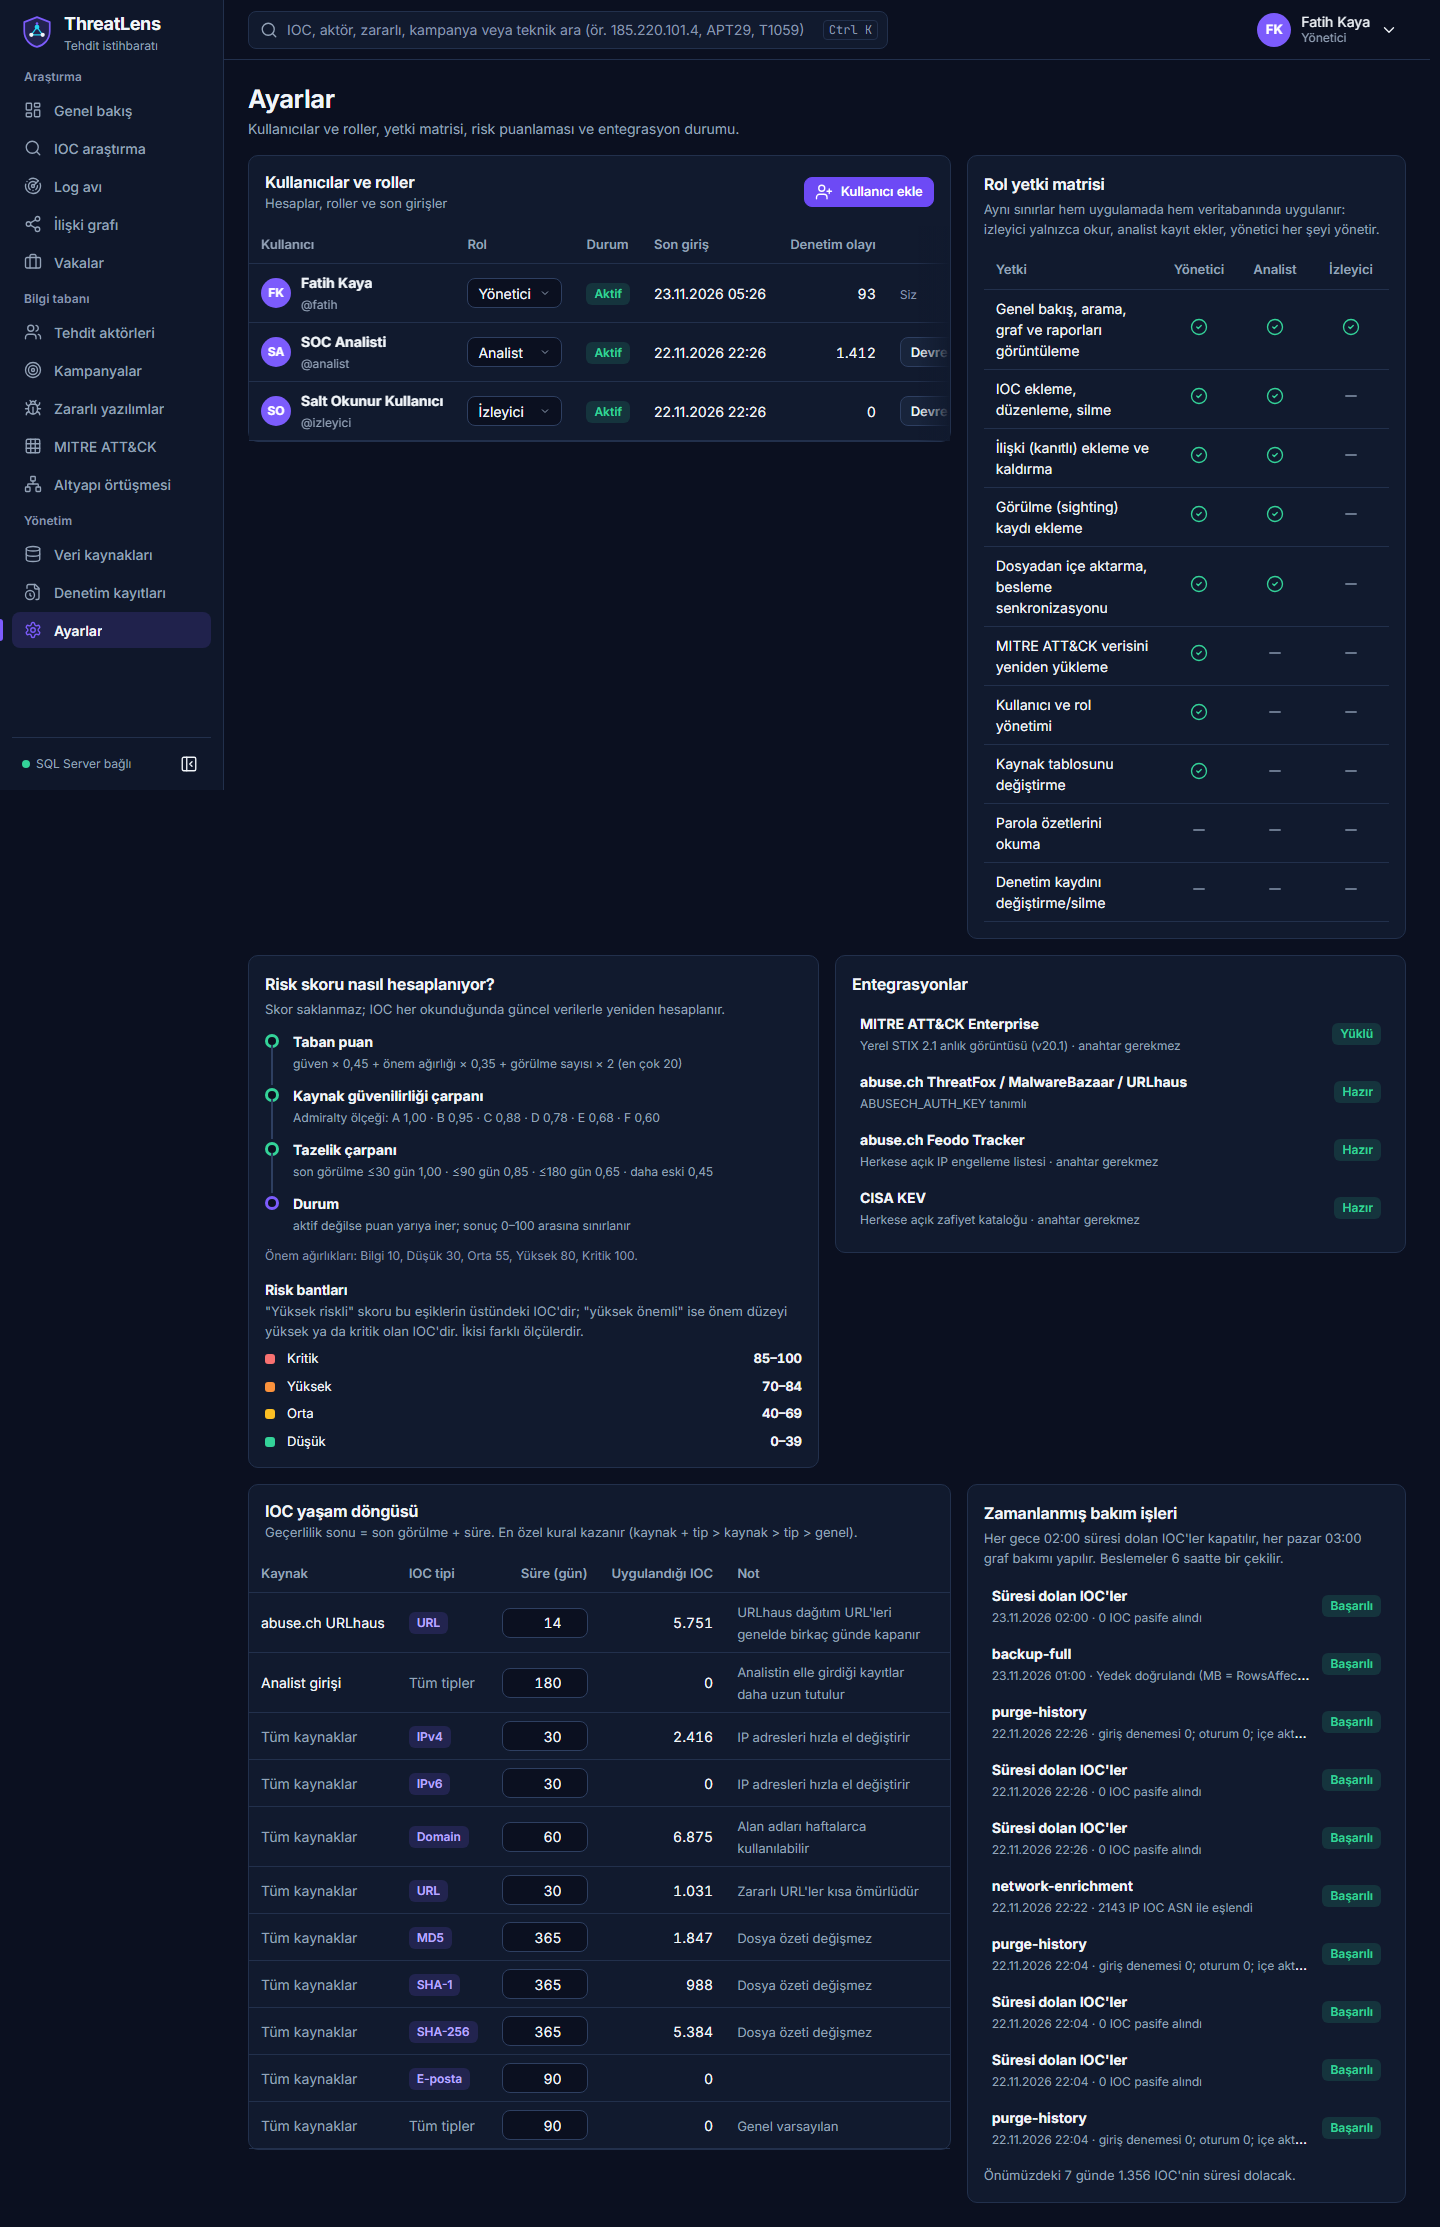 ThreatLens
Tehdit istihbaratı
Araştırma
Genel bakış
IOC araştırma
Log avı
İlişki grafı
Vakalar
Bilgi tabanı
Tehdit aktörleri
Kampanyalar
Zararlı yazılımlar
MITRE ATT&CK
Altyapı örtüşmesi
Yönetim
Veri kaynakları
Denetim kayıtları
Ayarlar
SQL Server bağlı
IOC, aktör, zararlı, kampanya veya teknik ara (ör. 185.220.101.4, APT29, T1059) Ctrl K
FK Fatih Kaya
Yönetici
Ayarlar
Kullanıcılar ve roller, yetki matrisi, risk puanlaması ve entegrasyon durumu.
Kullanıcılar ve roller
Hesaplar, roller ve son girişler
Kullanıcı ekle
Kullanıcı Rol Durum Son giriş Denetim olayı
FK Fatih Kaya @fatih Yönetici Aktif 23.11.2026 05:26 93 Siz
SA SOC Analisti @analist Analist Aktif 22.11.2026 22:26 1.412 Devre
SO Salt Okunur Kullanıcı @izleyici İzleyici Aktif 22.11.2026 22:26 0 Devre
Rol yetki matrisi
Aynı sınırlar hem uygulamada hem veritabanında uygulanır:
izleyici yalnızca okur, analist kayıt ekler, yönetici her şeyi yönetir.
Yetki Yönetici Analist İzleyici
Genel bakış, arama,
graf ve raporları
görüntüleme
IOC ekleme,
düzenleme, silme —
İlişki (kanıtlı) ekleme ve
kaldırma —
Görülme (sighting)
kaydı ekleme —
Dosyadan içe aktarma,
besleme
senkronizasyonu —
MITRE ATT&CK verisini
yeniden yükleme — —
Kullanıcı ve rol
yönetimi — —
Kaynak tablosunu
değiştirme — —
Parola özetlerini
okuma — — —
Denetim kaydını
değiştirme/silme — — —
Risk skoru nasıl hesaplanıyor?
Skor saklanmaz; IOC her okunduğunda güncel verilerle yeniden hesaplanır.
Taban puan
güven × 0,45 + önem ağırlığı × 0,35 + görülme sayısı × 2 (en çok 20)
Kaynak güvenilirliği çarpanı
Admiralty ölçeği: A 1,00 · B 0,95 · C 0,88 · D 0,78 · E 0,68 · F 0,60
Tazelik çarpanı
son görülme ≤30 gün 1,00 · ≤90 gün 0,85 · ≤180 gün 0,65 · daha eski 0,45
Durum
aktif değilse puan yarıya iner; sonuç 0–100 arasına sınırlanır
Önem ağırlıkları: Bilgi 10, Düşük 30, Orta 55, Yüksek 80, Kritik 100.
Risk bantları
"Yüksek riskli" skoru bu eşiklerin üstündeki IOC'dir; "yüksek önemli" ise önem düzeyi
yüksek ya da kritik olan IOC'dir. İkisi farklı ölçülerdir.
Kritik 85–100
Yüksek 70–84
Orta 40–69
Düşük 0–39
Entegrasyonlar
MITRE ATT&CK Enterprise
Yerel STIX 2.1 anlık görüntüsü (v20.1) · anahtar gerekmez
Yüklü
abuse.ch ThreatFox / MalwareBazaar / URLhaus
ABUSECH_AUTH_KEY tanımlı
Hazır
abuse.ch Feodo Tracker
Herkese açık IP engelleme listesi · anahtar gerekmez
Hazır
CISA KEV
Herkese açık zafiyet kataloğu · anahtar gerekmez
Hazır
IOC yaşam döngüsü
Geçerlilik sonu = son görülme + süre. En özel kural kazanır (kaynak + tip > kaynak > tip > genel).
Kaynak IOC tipi Süre (gün) Uygulandığı IOC Not
abuse.ch URLhaus URL 14 5.751 URLhaus dağıtım URL'leri
genelde birkaç günde kapanır
Analist girişi Tüm tipler 180 0 Analistin elle girdiği kayıtlar
daha uzun tutulur
Tüm kaynaklar IPv4 30 2.416 IP adresleri hızla el değiştirir
Tüm kaynaklar IPv6 30 0 IP adresleri hızla el değiştirir
Tüm kaynaklar Domain 60 6.875 Alan adları haftalarca
kullanılabilir
Tüm kaynaklar URL 30 1.031 Zararlı URL'ler kısa ömürlüdür
Tüm kaynaklar MD5 365 1.847 Dosya özeti değişmez
Tüm kaynaklar SHA-1 365 988 Dosya özeti değişmez
Tüm kaynaklar SHA-256 365 5.384 Dosya özeti değişmez
Tüm kaynaklar E-posta 90 0
Tüm kaynaklar Tüm tipler 90 0 Genel varsayılan
Zamanlanmış bakım işleri
Her gece 02:00 süresi dolan IOC'ler kapatılır, her pazar 03:00
graf bakımı yapılır. Beslemeler 6 saatte bir çekilir.
Süresi dolan IOC'ler
23.11.2026 02:00 · 0 IOC pasife alındı
Başarılı
backup-full
23.11.2026 01:00 · Yedek doğrulandı (MB = RowsAffec...
Başarılı
purge-history
22.11.2026 22:26 · giriş denemesi 0; oturum 0; içe akt...
Başarılı
Süresi dolan IOC'ler
22.11.2026 22:26 · 0 IOC pasife alındı
Başarılı
Süresi dolan IOC'ler
22.11.2026 22:26 · 0 IOC pasife alındı
Başarılı
network-enrichment
22.11.2026 22:22 · 2143 IP IOC ASN ile eşlendi
Başarılı
purge-history
22.11.2026 22:04 · giriş denemesi 0; oturum 0; içe akt...
Başarılı
Süresi dolan IOC'ler
22.11.2026 22:04 · 0 IOC pasife alındı
Başarılı
Süresi dolan IOC'ler
22.11.2026 22:04 · 0 IOC pasife alındı
Başarılı
purge-history
22.11.2026 22:04 · giriş denemesi 0; oturum 0; içe akt...
Başarılı
Önümüzdeki 7 günde 1.356 IOC'nin süresi dolacak.